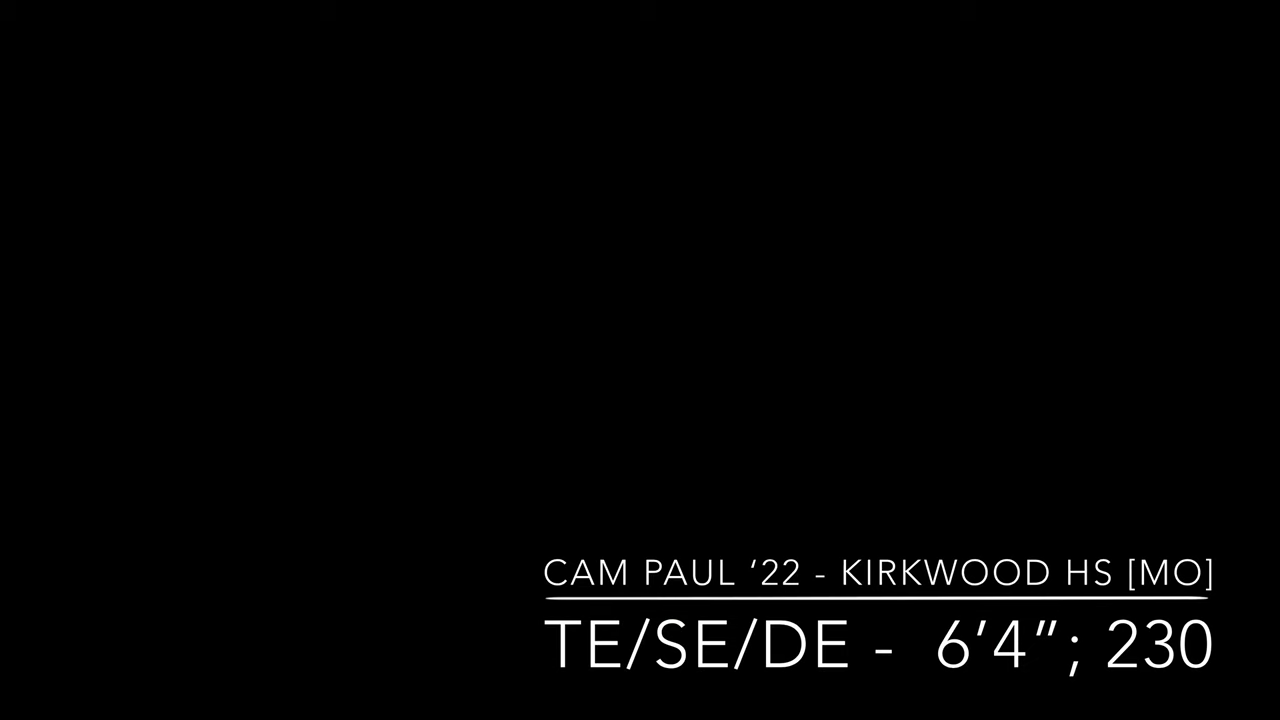 CAM PAUL ‘22 - KIRKWOOD HS [MO]
TE/SE/DE - 6’4”; 230